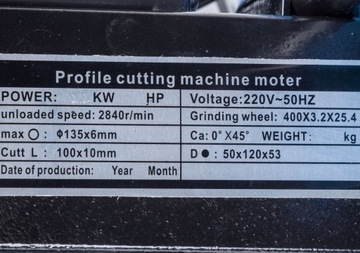 Profile cutting machine moter
POWER: KW HP
Voltage:220V~50HZ
unloaded speed: 2840r/min
Grinding wheel: 400X3.2X25.4
max ○ : Φ135x6mm
Ca: 0°X45° WEIGHT: kg
Cutt L : 100x10mm
D ● : 50x120x53
Date of production: Year Month